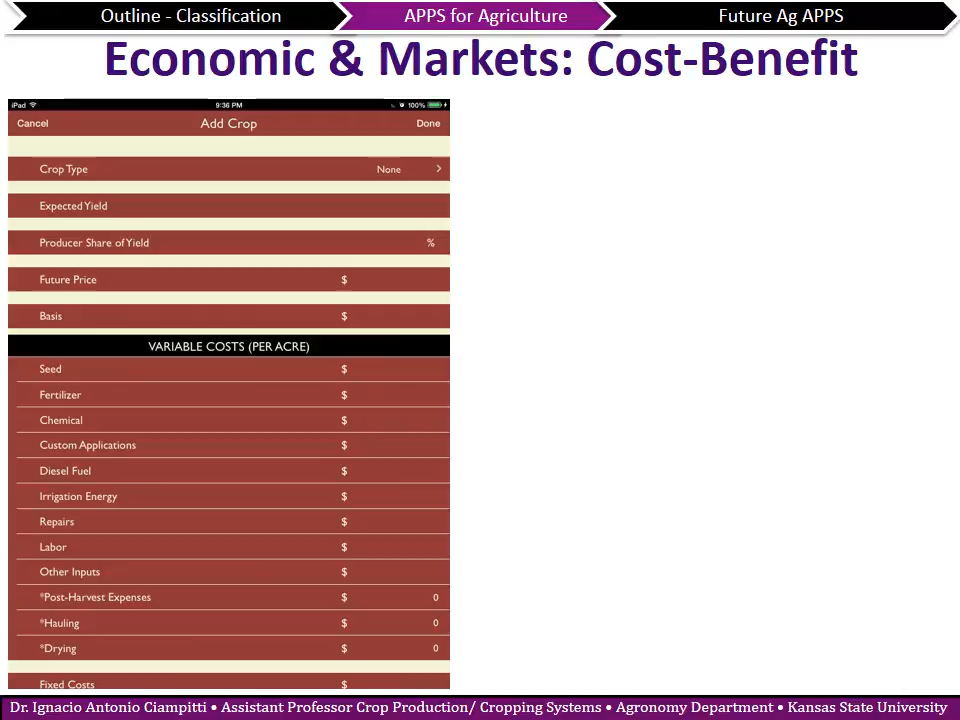 Outline - Classification
APPS for Agriculture
Future Ag APPS
Economic & Markets: Cost-Benefit
iPad 9:36 PM 100%
Cancel Add Crop Done
Crop Type None >
Expected Yield
Producer Share of Yield %
Future Price $
Basis $
VARIABLE COSTS (PER ACRE)
Seed $
Fertilizer $
Chemical $
Custom Applications $
Diesel Fuel $
Irrigation Energy $
Repairs $
Labor $
Other Inputs $
*Post-Harvest Expenses $ 0
*Hauling $ 0
*Drying $ 0
Fixed Costs $
Dr. Ignacio Antonio Ciampitti • Assistant Professor Crop Production/ Cropping Systems • Agronomy Department • Kansas State University